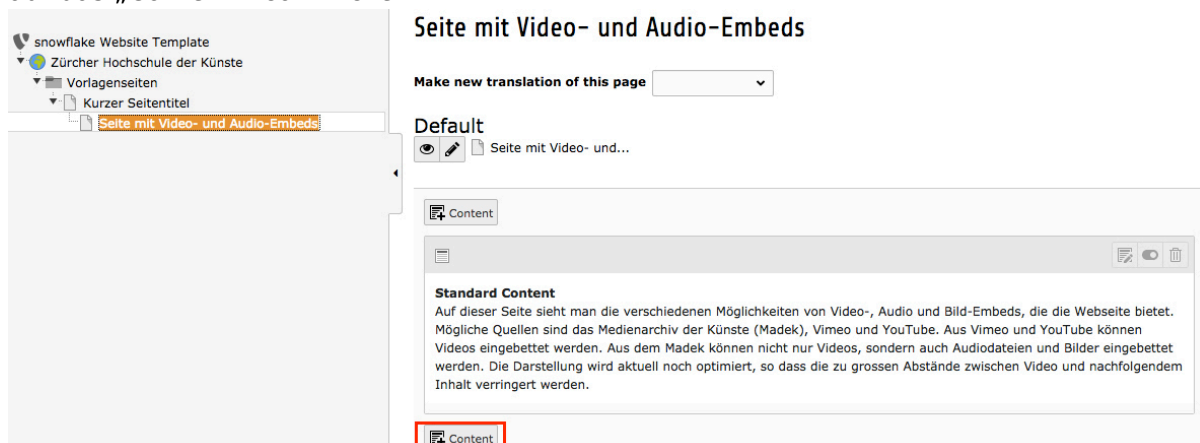 snowflake Website Template
Zürcher Hochschule der Künste
Vorlagenseiten
Kurzer Seitentitel
Seite mit Video- und Audio-Embeds
Seite mit Video- und Audio-Embeds
Make new translation of this page
Default
Seite mit Video- und...
Content
Standard Content
Auf dieser Seite sieht man die verschiedenen Möglichkeiten von Video-, Audio und Bild-Embeds, die die Webseite bietet.
Mögliche Quellen sind das Medienarchiv der Künste (Madek), Vimeo und YouTube. Aus Vimeo und YouTube können
Videos eingebettet werden. Aus dem Madek können nicht nur Videos, sondern auch Audiodateien und Bilder eingebettet
werden. Die Darstellung wird aktuell noch optimiert, so dass die zu grossen Abstände zwischen Video und nachfolgendem
Inhalt verringert werden.
Content